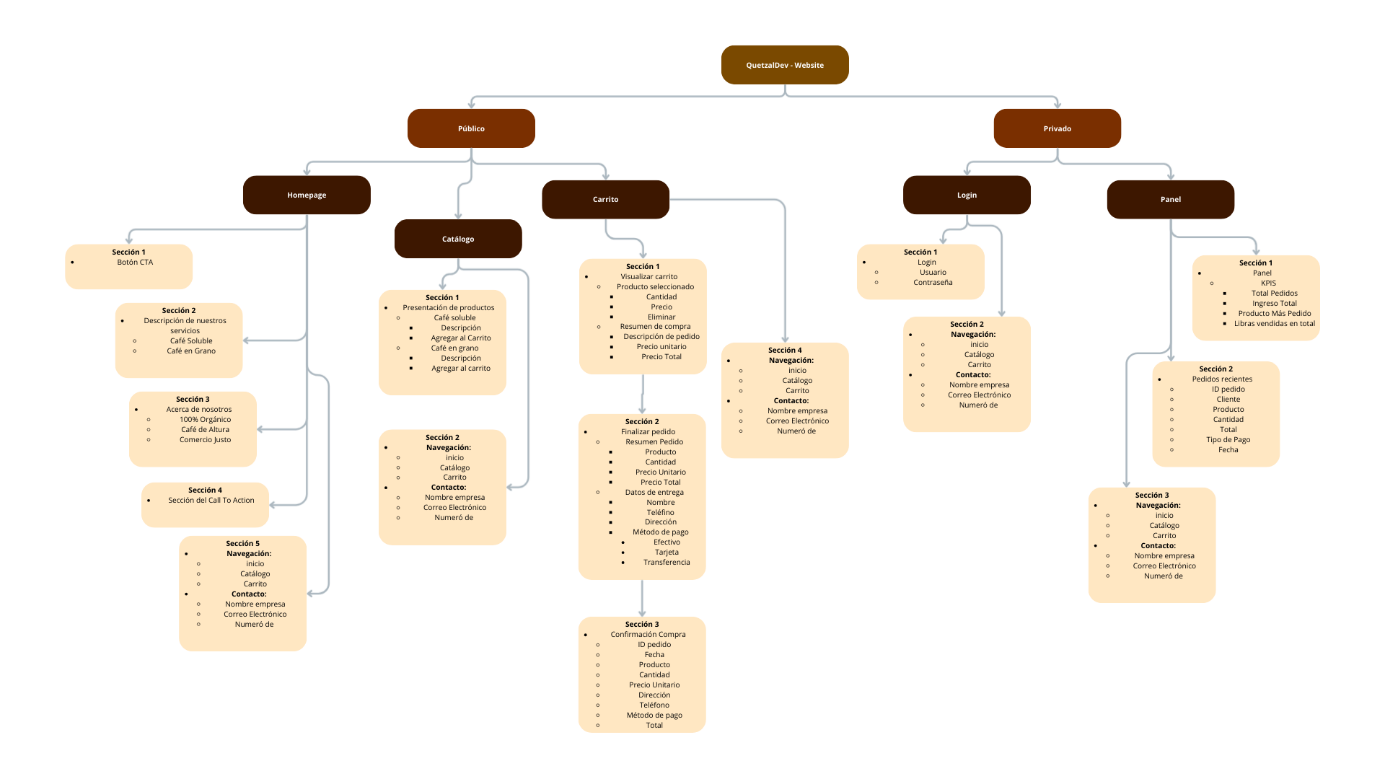 QuetzalDev - Website
Público
Privado
Homepage
Sección 1
Botón CTA
Sección 2
Descripción de nuestros
servicios
Café Soluble
Café en Grano
Sección 3
Acerca de nosotros
100% Orgánico
Café de Altura
Comercio Justo
Sección 4
Sección del Call To Action
Sección 5
Navegación:
inicio
Catálogo
Carrito
Contacto:
Nombre empresa
Correo Electrónico
Numeró de
Catálogo
Sección 1
Presentación de productos
Café soluble
Descripción
Agregar al Carrito
Café en grano
Descripción
Agregar al carrito
Sección 2
Navegación:
inicio
Catálogo
Carrito
Contacto:
Nombre empresa
Correo Electrónico
Numeró de
Carrito
Sección 1
Visualizar carrito
Producto seleccionado
Cantidad
Precio
Eliminar
Resumen de compra
Descripción de pedido
Precio unitario
Precio Total
Sección 2
Finalizar pedido
Resumen Pedido
Producto
Cantidad
Precio Unitario
Precio Total
Datos de entrega
Nombre
Teléfino
Dirección
Método de pago
Efectivo
Tarjeta
Transferencia
Sección 3
Confirmación Compra
ID pedido
Fecha
Producto
Cantidad
Precio Unitario
Dirección
Teléfono
Método de pago
Total
Sección 4
Navegación:
inicio
Catálogo
Carrito
Contacto:
Nombre empresa
Correo Electrónico
Numeró de
Login
Sección 1
Login
Usuario
Contraseña
Sección 2
Navegación:
inicio
Catálogo
Carrito
Contacto:
Nombre empresa
Correo Electrónico
Numeró de
Panel
Sección 1
Panel
KPIS
Total Pedidos
Ingreso Total
Producto Más Pedido
Libras vendidas en total
Sección 2
Pedidos recientes
ID pedido
Cliente
Producto
Cantidad
Total
Tipo de Pago
Fecha
Sección 3
Navegación:
inicio
Catálogo
Carrito
Contacto:
Nombre empresa
Correo Electrónico
Numeró de